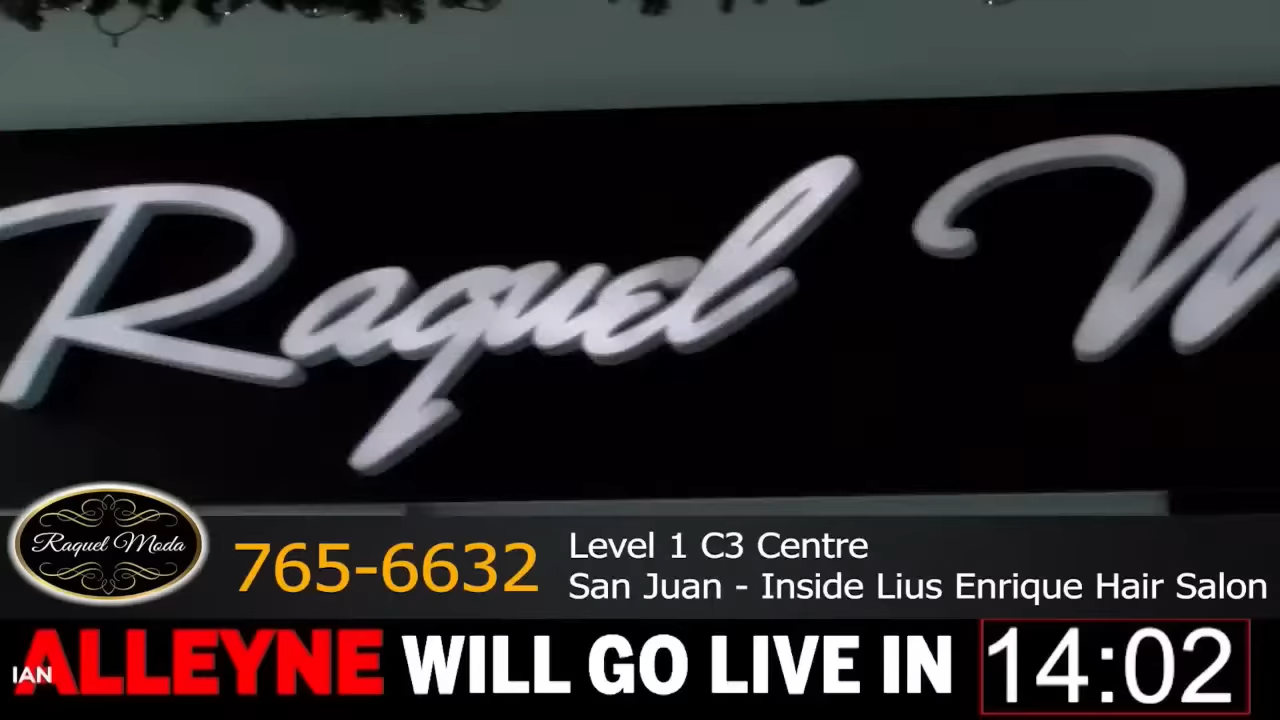 Raquel M
Raquel Moda
765-6632
Level 1 C3 Centre
San Juan - Inside Lius Enrique Hair Salon
IAN ALLEYNE WILL GO LIVE IN 14:02